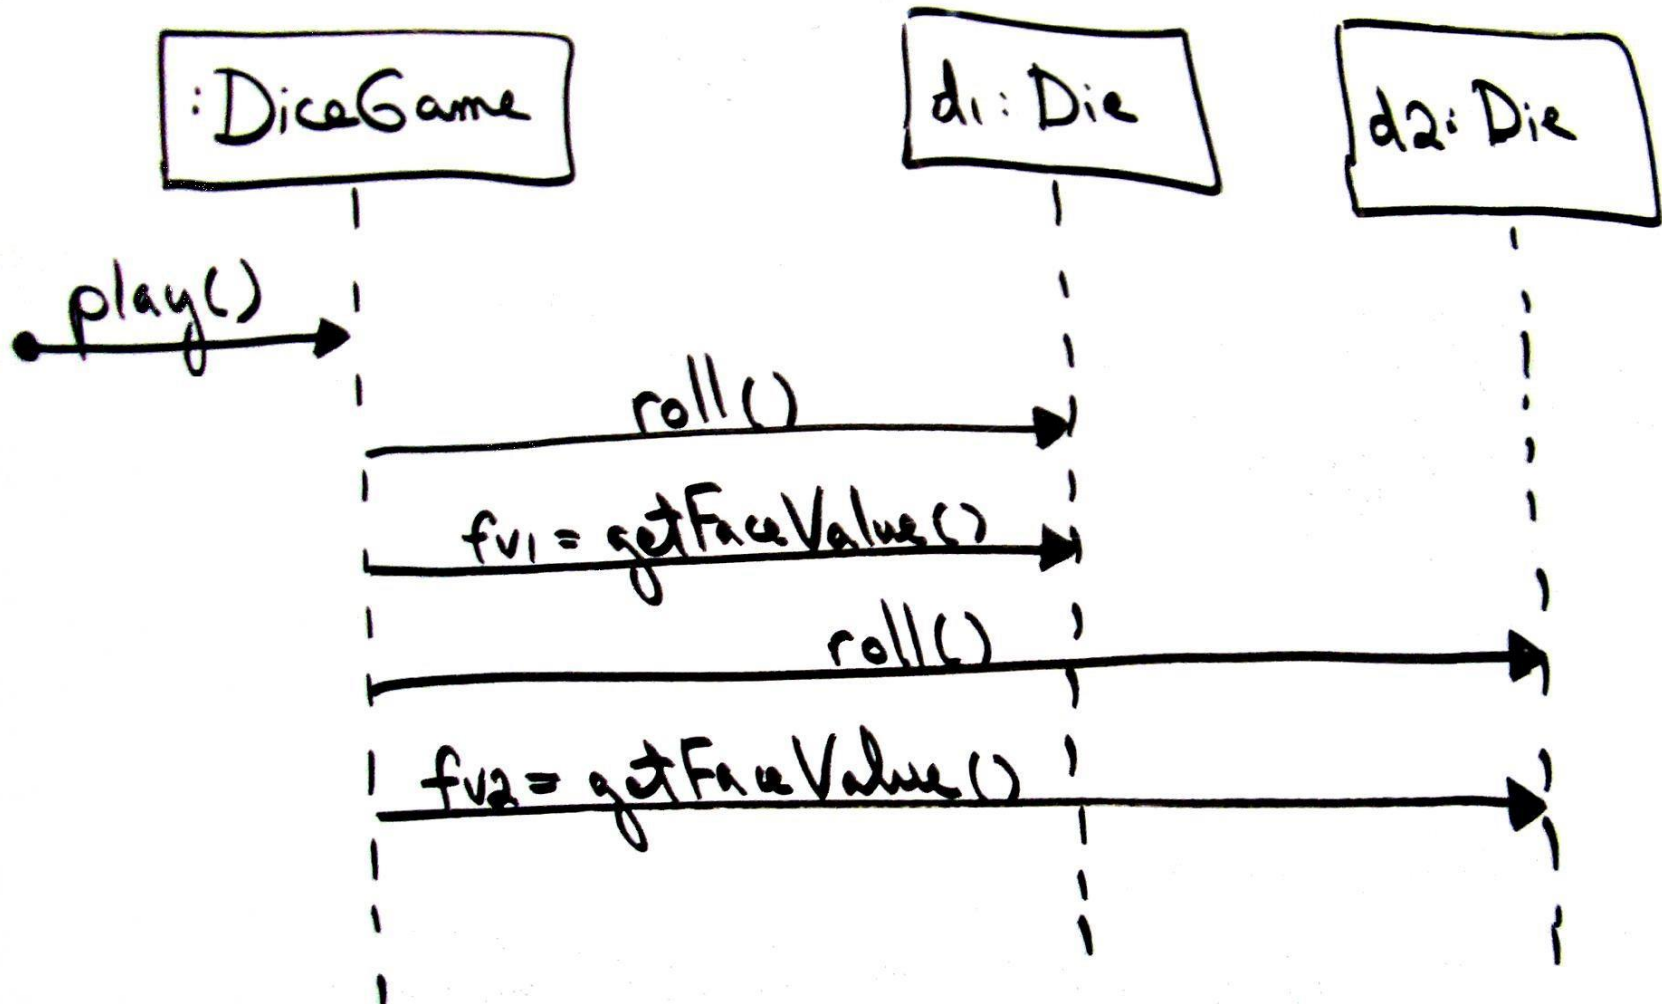 :DiceGame
d1: Die
d2: Die
play()
roll()
fv1 = getFaceValue()
roll()
fv2 = getFaceValue()